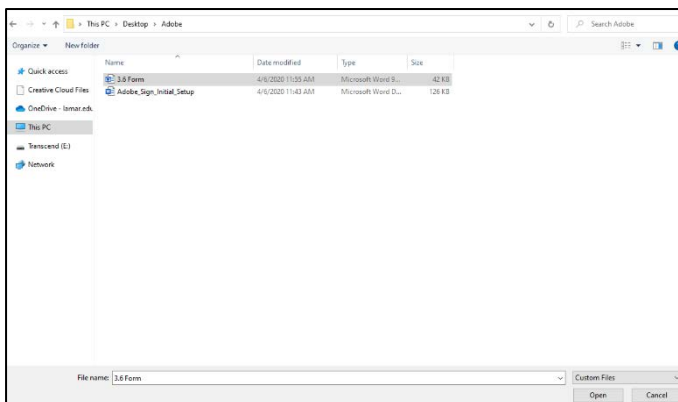 This PC > Desktop > Adobe
Search Adobe
Organize
New folder
Name Date modified Type Size
Quick access
Creative Cloud Files
OneDrive - lamar.edu
This PC
Transcend (E:)
Network
3.6 Form 4/6/2020 11:55 AM Microsoft Word 9... 42 KB
Adobe_Sign_Initial_Setup 4/6/2020 11:43 AM Microsoft Word D... 126 KB
File name: 3.6 Form
Custom Files
Open Cancel